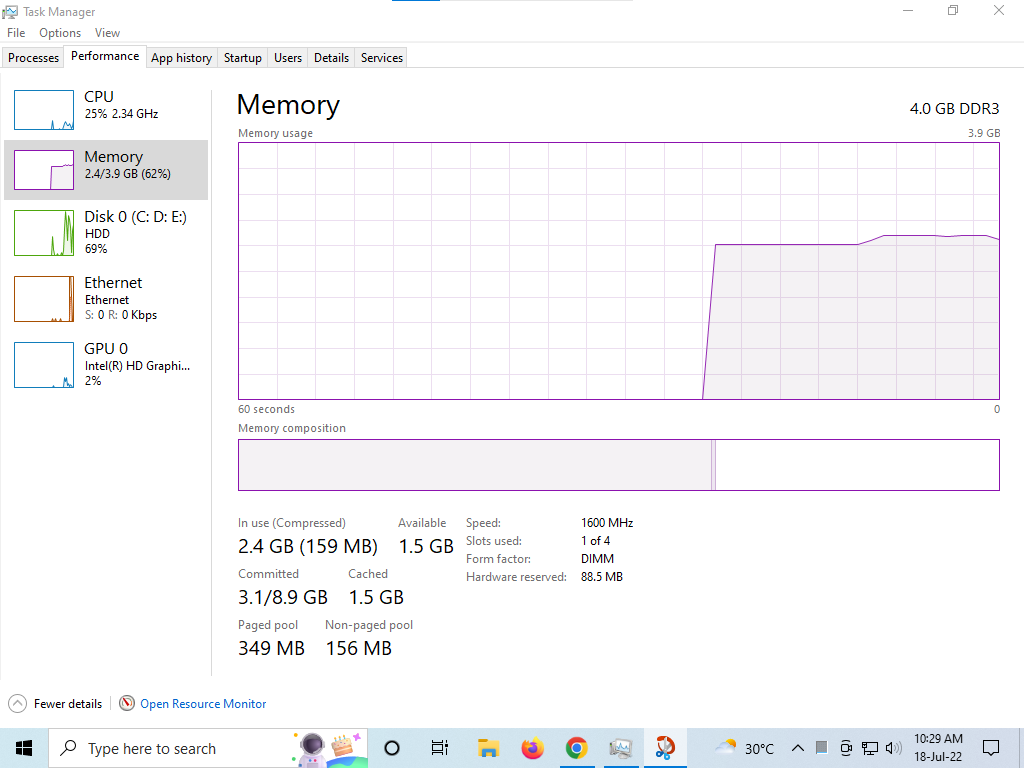 Task Manager
File Options View
Processes Performance App history Startup Users Details Services
CPU
25% 2.34 GHz
Memory
2.4/3.9 GB (62%)
Disk 0 (C: D: E:)
HDD
69%
Ethernet
Ethernet
S: 0 R: 0 Kbps
GPU 0
Intel(R) HD Graphi...
2%
Memory 4.0 GB DDR3
Memory usage 3.9 GB
60 seconds 0
Memory composition
In use (Compressed) Available
2.4 GB (159 MB) 1.5 GB
Committed Cached
3.1/8.9 GB 1.5 GB
Paged pool Non-paged pool
349 MB 156 MB
Speed: 1600 MHz
Slots used: 1 of 4
Form factor: DIMM
Hardware reserved: 88.5 MB
Fewer details Open Resource Monitor
Type here to search
30°C
10:29 AM
18-Jul-22